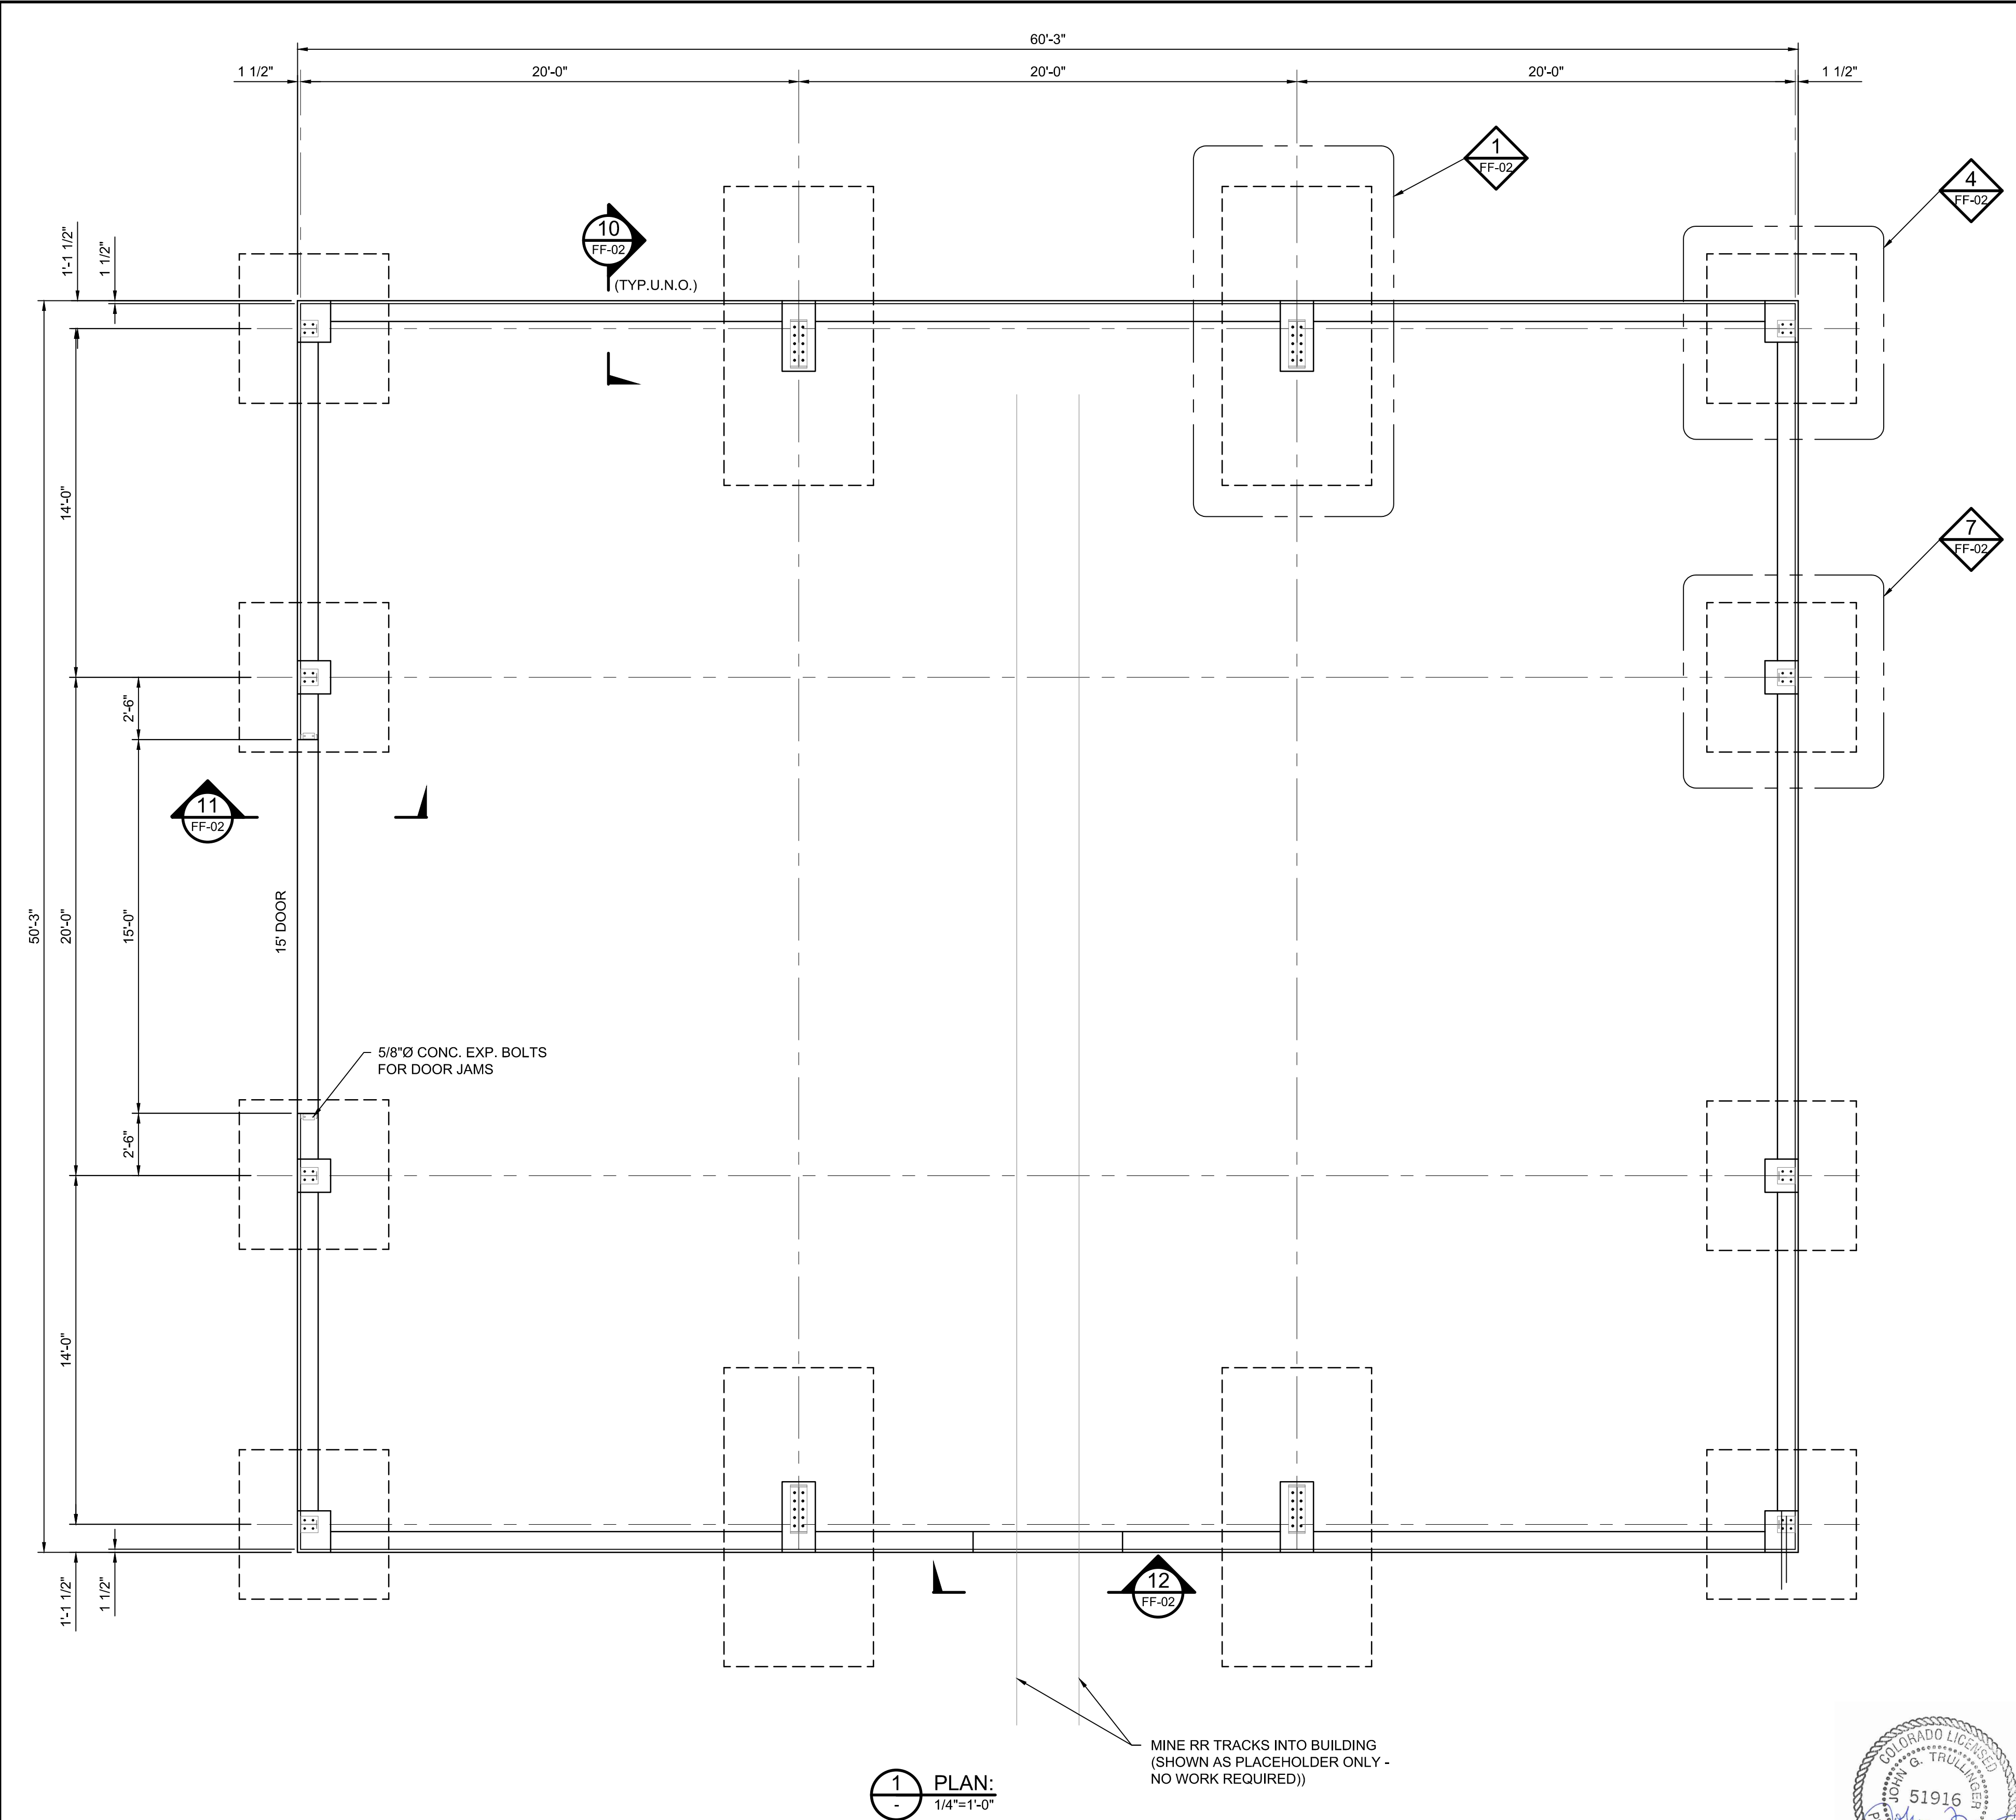 60'-3"
1 1/2"
20'-0"
20'-0"
20'-0"
1 1/2"
1
FF-02
4
FF-02
10
FF-02
(TYP.U.N.O.)
1'-1 1/2"
1 1/2"
14'-0"
7
FF-02
2'-6"
11
FF-02
15' DOOR
50'-3"
20'-0"
15'-0"
5/8"Ø CONC. EXP. BOLTS
FOR DOOR JAMS
2'-6"
14'-0"
1'-1 1/2"
1 1/2"
12
FF-02
MINE RR TRACKS INTO BUILDING
(SHOWN AS PLACEHOLDER ONLY -
NO WORK REQUIRED))
1
-
PLAN:
1/4"=1'-0"
COLORADO LICENSED
JOHN G. TRULLINGER
51916